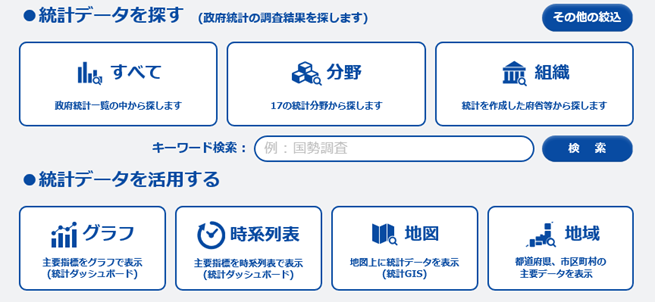 ●統計データを探す (政府統計の調査結果を探します) その他の絞込
すべて 分野 組織
政府統計一覧の中から探します 17の統計分野から探します 統計を作成した府省等から探します
キーワード検索： 例：国勢調査 検 索
●統計データを活用する
グラフ 時系列表 地図 地域
主要指標をグラフで表示 主要指標を時系列表で表示 地図上に統計データを表示 都道府県、市区町村の
(統計ダッシュボード) (統計ダッシュボード) (統計GIS) 主要データを表示